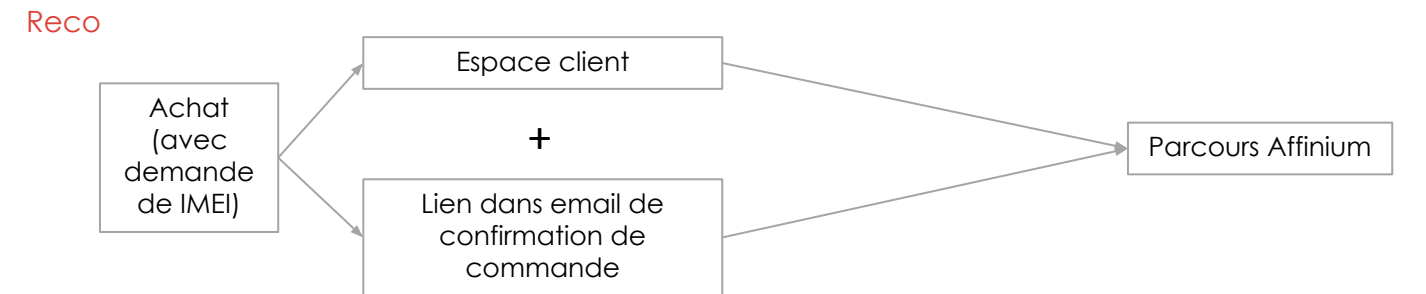 Reco
Achat
(avec
demande
de IMEI)
Espace client
+
Lien dans email de
confirmation de
commande
Parcours Affinium